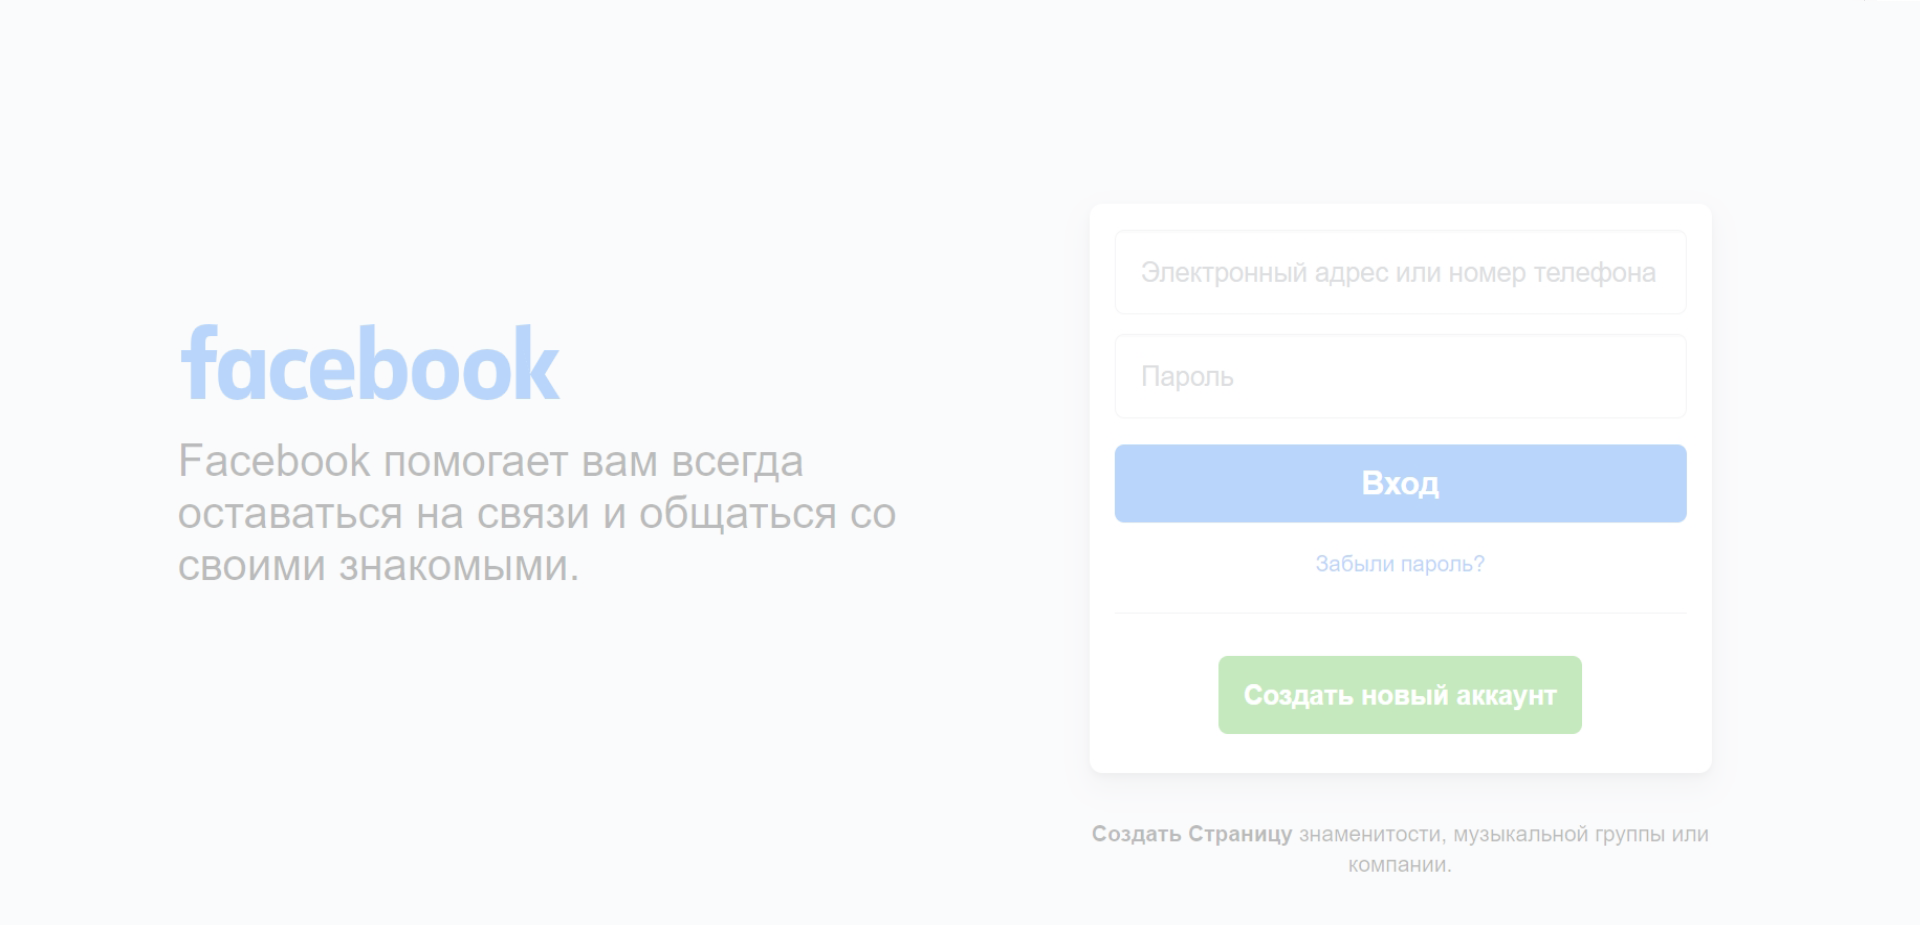 facebook
Facebook помогает вам всегда
оставаться на связи и общаться со
своими знакомыми.
Электронный адрес или номер телефона
Пароль
Вход
Забыли пароль?
Создать новый аккаунт
Создать Страницу знаменитости, музыкальной группы или
компании.